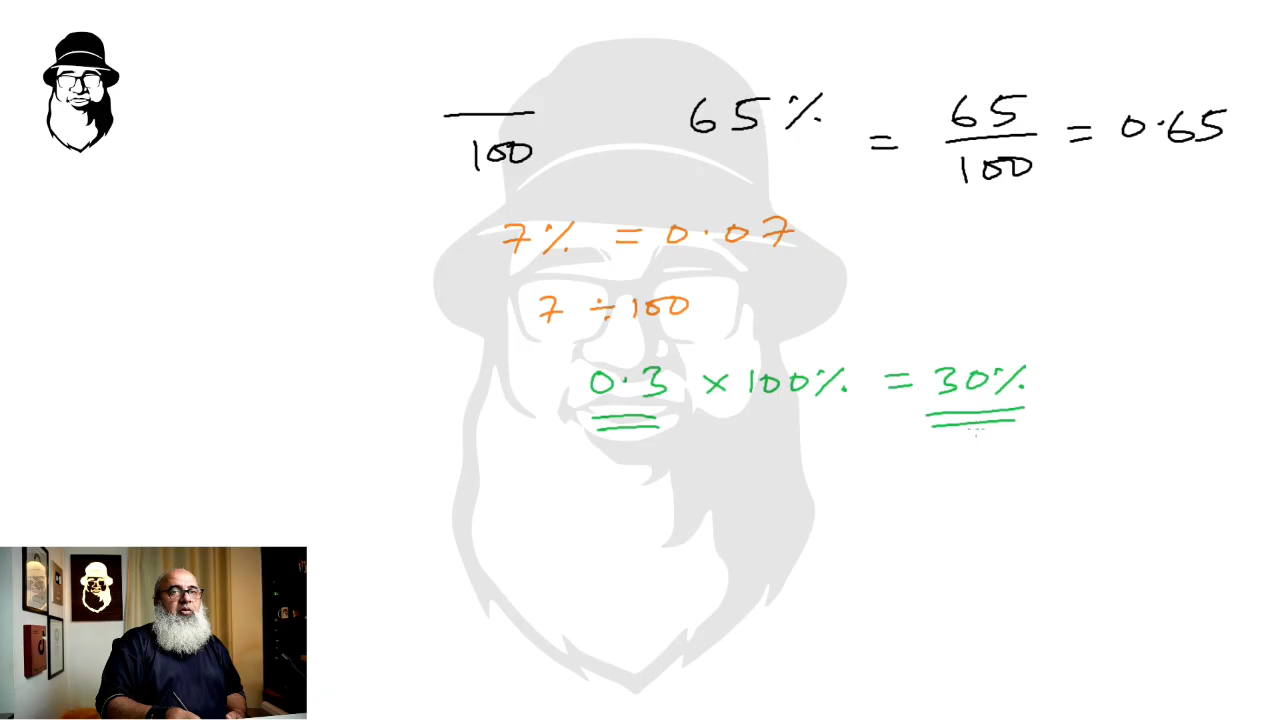 100
65% = 65/100 = 0.65
7% = 0.07
7 ÷ 100
0.3 × 100% = 30%